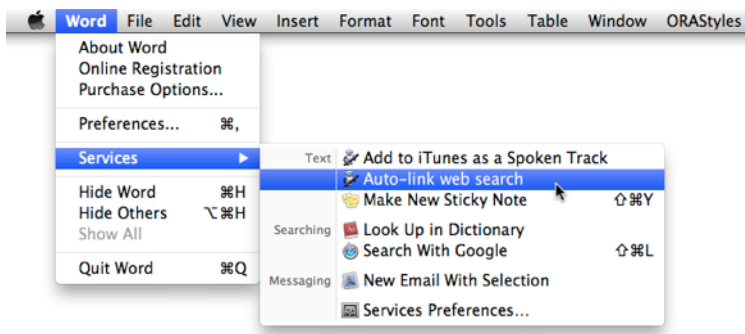 Word File Edit View Insert Format Font Tools Table Window ORAStyles
About Word
Online Registration
Purchase Options...
Preferences... ⌘,
Services ▶
Hide Word ⌘H
Hide Others ⌥⌘H
Show All
Quit Word ⌘Q
Text Add to iTunes as a Spoken Track
Auto-link web search
Make New Sticky Note ⇧⌘Y
Searching Look Up in Dictionary
Search With Google ⇧⌘L
Messaging New Email With Selection
Services Preferences...